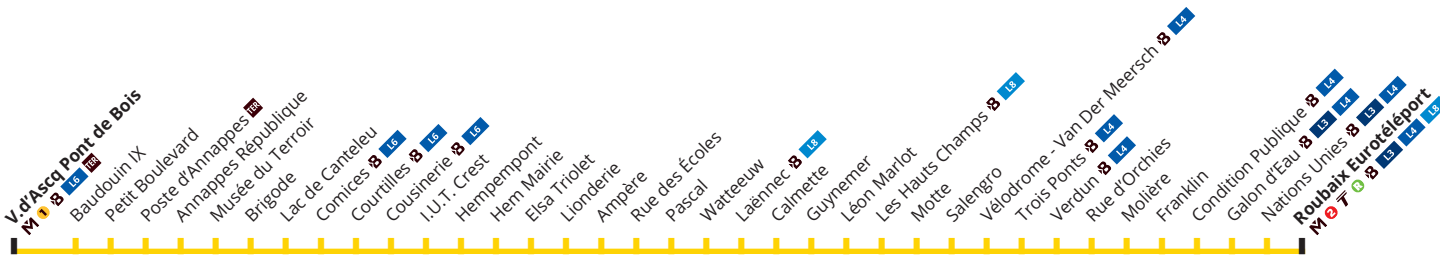 V. d'Ascq Pont de Bois
M 1 B L6 TER
Baudouin IX
Petit Boulevard
Poste d'Annappes TER
Annappes République
Musée du Terroir
Brigode
Lac de Canteleu
Comices B L6
Courtilles B L6
Cousinerie B L6
I.U.T. Crest
Hempempont
Hem Mairie
Elsa Triolet
Lionderie
Ampère
Rue des Écoles
Pascal
Watteeuw
Laënnec B L8
Calmette
Guynemer
Léon Marlot
Les Hauts Champs B L8
Motte
Salengro
Vélodrome - Van Der Meersch B L4
Trois Ponts B L4
Verdun B L4
Rue d'Orchies
Molière
Franklin
Condition Publique B L4
Galon d'Eau B L3 L4
Nations Unies B L3 L4
Roubaix Eurotéléport
M 2 T R B L3 L4 L8